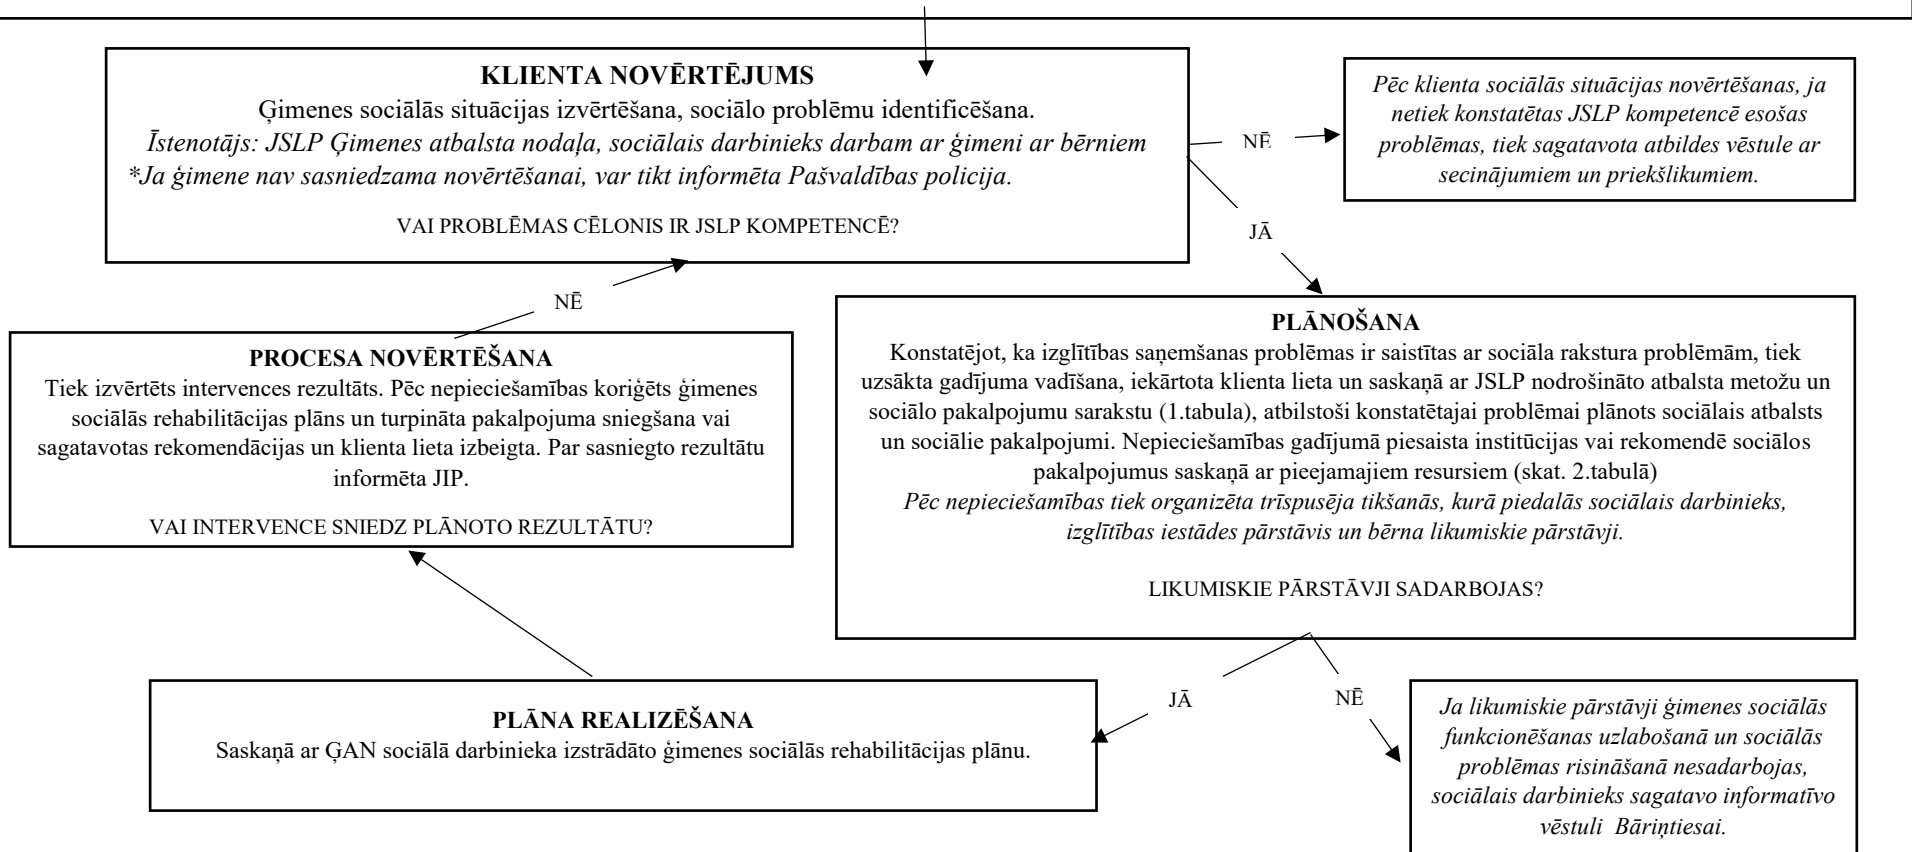 KLIENTA NOVĒRTĒJUMS
Ģimenes sociālās situācijas izvērtēšana, sociālo problēmu identificēšana.
Īstenotājs: JSLP Ģimenes atbalsta nodaļa, sociālais darbinieks darbam ar ģimeni ar bērniem
*Ja ģimene nav sasniedzama novērtēšanai, var tikt informēta Pašvaldības policija.
VAI PROBLĒMAS CĒLONIS IR JSLP KOMPETENCĒ?
NĒ
Pēc klienta sociālās situācijas novērtēšanas, ja
netiek konstatētas JSLP kompetencē esošas
problēmas, tiek sagatavota atbildes vēstule ar
secinājumiem un priekšlikumiem.
JĀ
NĒ
PLĀNOŠANA
Konstatējot, ka izglītības saņemšanas problēmas ir saistītas ar sociāla rakstura problēmām, tiek
uzsākta gadījuma vadīšana, iekārtota klienta lieta un saskaņā ar JSLP nodrošināto atbalsta metožu un
sociālo pakalpojumu sarakstu (1.tabula), atbilstoši konstatētajai problēmai plānots sociālais atbalsts
un sociālie pakalpojumi. Nepieciešamības gadījumā piesaista institūcijas vai rekomendē sociālos
pakalpojumus saskaņā ar pieejamajiem resursiem (skat. 2.tabulā)
Pēc nepieciešamības tiek organizēta trīspusēja tikšanās, kurā piedalās sociālais darbinieks,
izglītības iestādes pārstāvis un bērna likumiskie pārstāvji.
LIKUMISKIE PĀRSTĀVJI SADARBOJAS?
PROCESA NOVĒRTĒŠANA
Tiek izvērtēts intervences rezultāts. Pēc nepieciešamības koriģēts ģimenes
sociālās rehabilitācijas plāns un turpināta pakalpojuma sniegšana vai
sagatavotas rekomendācijas un klienta lieta izbeigta. Par sasniegto rezultātu
informēta JIP.
VAI INTERVENCE SNIEDZ PLĀNOTO REZULTĀTU?
JĀ
NĒ
PLĀNA REALIZĒŠANA
Saskaņā ar ĢAN sociālā darbinieka izstrādāto ģimenes sociālās rehabilitācijas plānu.
Ja likumiskie pārstāvji ģimenes sociālās
funkcionēšanas uzlabošanā un sociālās
problēmas risināšanā nesadarbojas,
sociālais darbinieks sagatavo informatīvo
vēstuli Bāriņtiesai.